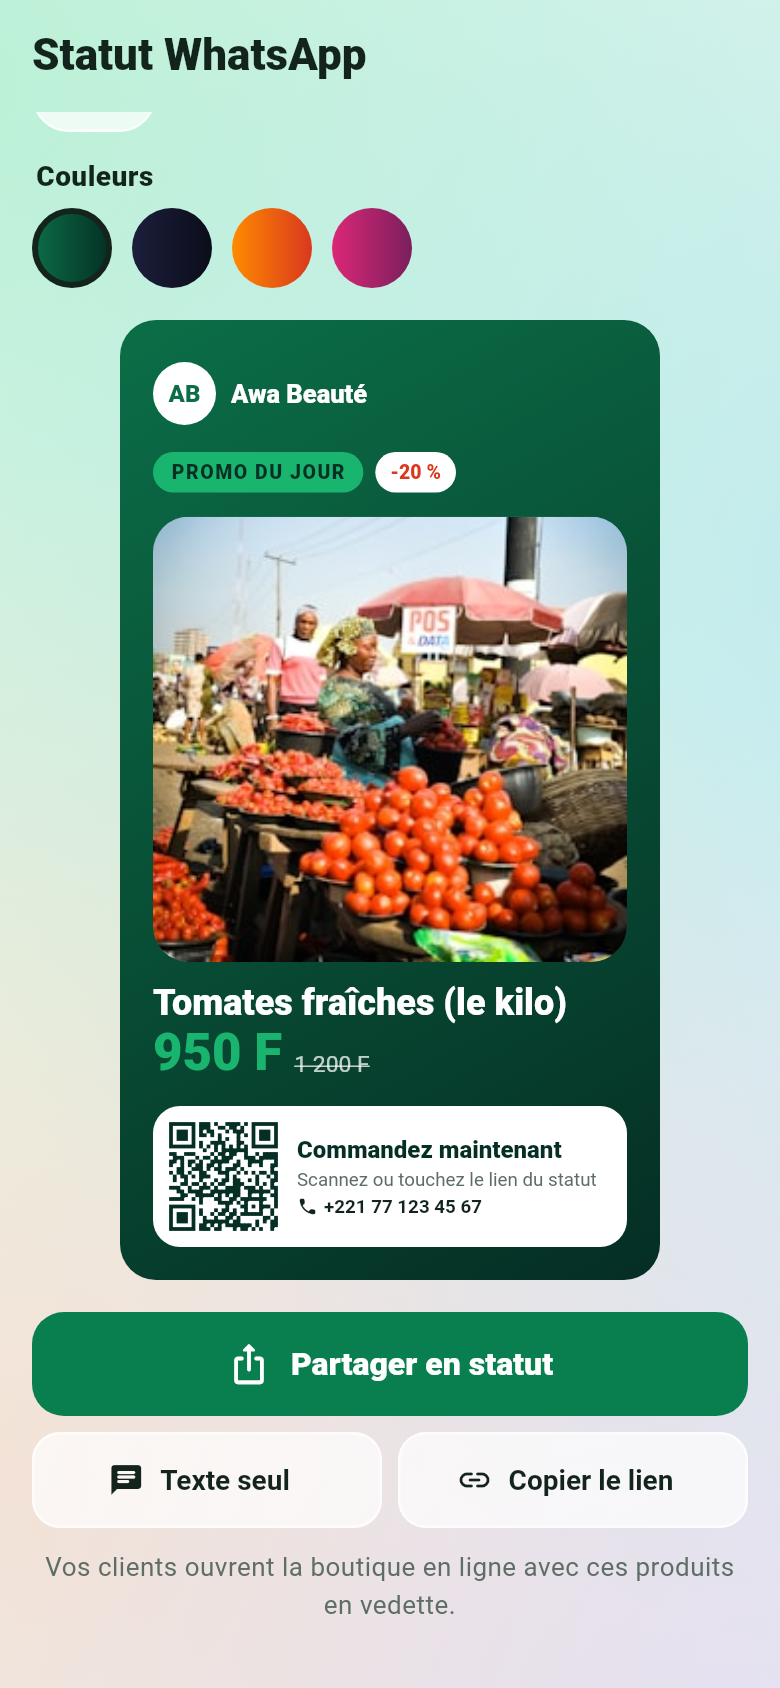 Statut WhatsApp
Couleurs
AB
Awa Beauté
PROMO DU JOUR
-20 %
POS
& DATA
Tomates fraîches (le kilo)
950 F 1 200 F
Commandez maintenant
Scannez ou touchez le lien du statut
+221 77 123 45 67
Partager en statut
Texte seul
Copier le lien
Vos clients ouvrent la boutique en ligne avec ces produits
en vedette.